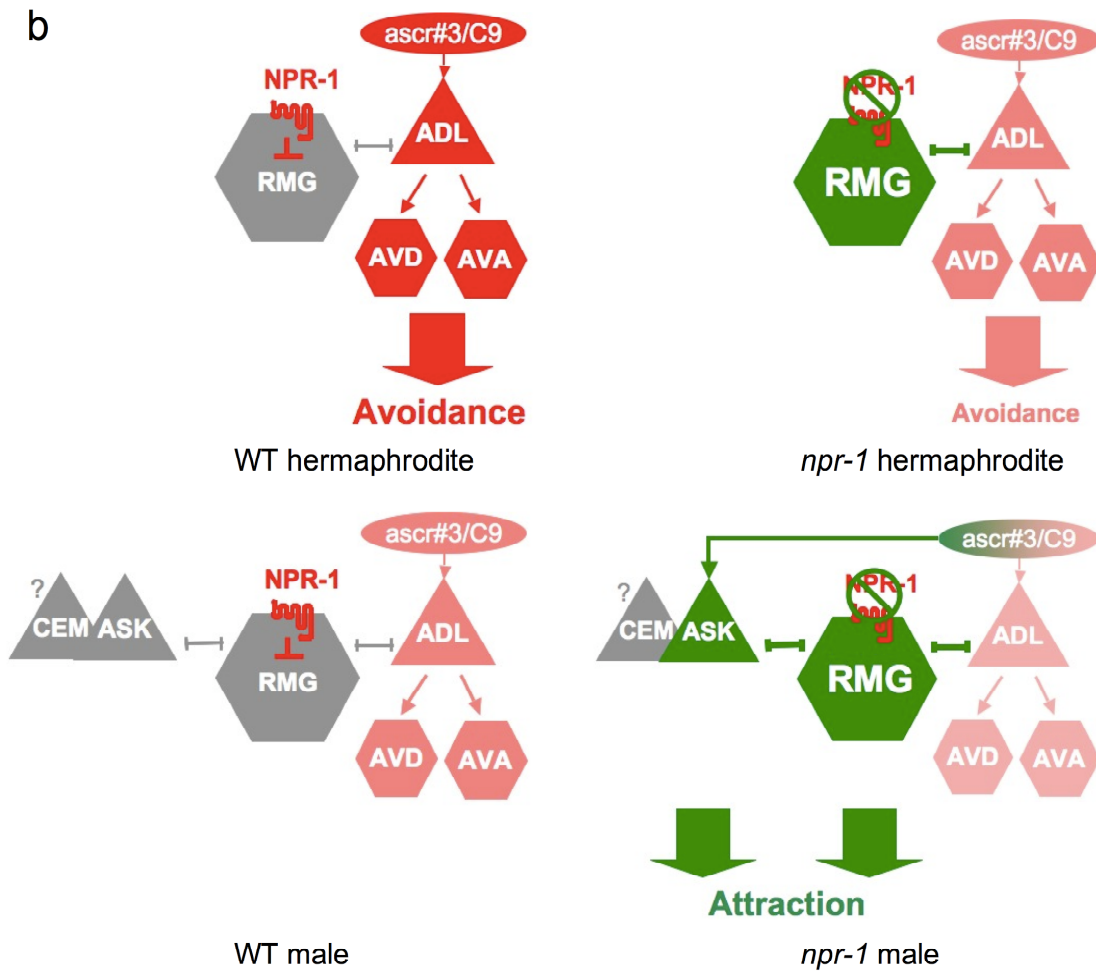 b
ascr#3/C9
NPR-1
ADL
RMG
AVD
AVA
Avoidance
WT hermaphrodite
ascr#3/C9
NPR-1
ADL
RMG
AVD
AVA
Avoidance
npr-1 hermaphrodite
ascr#3/C9
?
NPR-1
CEM ASK
ADL
RMG
AVD
AVA
WT male
ascr#3/C9
?
NPR-1
CEM ASK
ADL
RMG
AVD
AVA
Attraction
npr-1 male